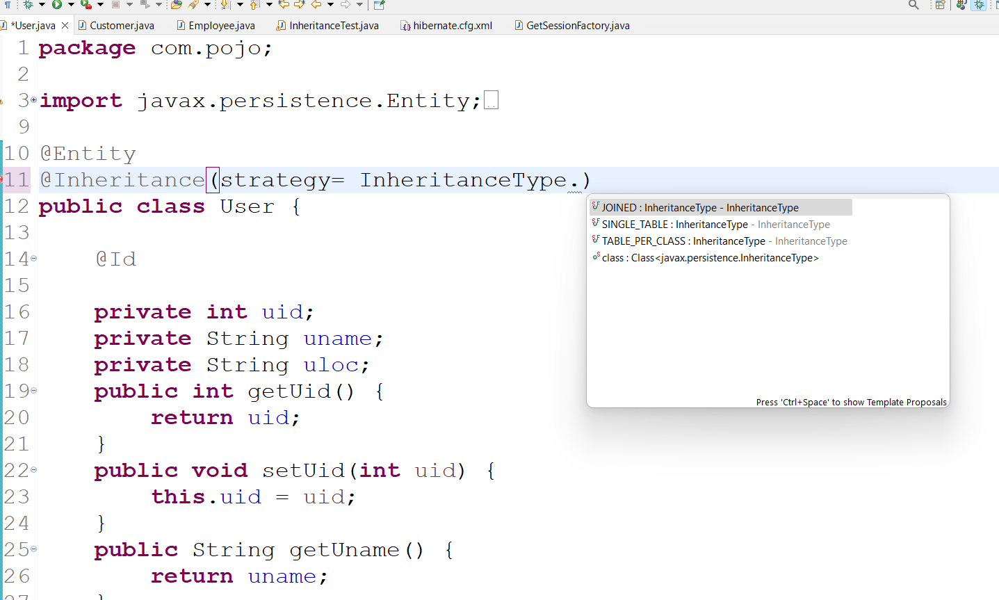 *User.java Customer.java Employee.java InheritanceTest.java hibernate.cfg.xml GetSessionFactory.java
1 package com.pojo;
2
3 import javax.persistence.Entity;
9
10 @Entity
11 @Inheritance(strategy= InheritanceType.)
12 public class User {
13
14 @Id
15
16 private int uid;
17 private String uname;
18 private String uloc;
19 public int getUid() {
20 return uid;
21 }
22 public void setUid(int uid) {
23 this.uid = uid;
24 }
25 public String getUname() {
26 return uname;
27 }
JOINED : InheritanceType - InheritanceType
SINGLE_TABLE : InheritanceType - InheritanceType
TABLE_PER_CLASS : InheritanceType - InheritanceType
class : Class<javax.persistence.InheritanceType>
Press 'Ctrl+Space' to show Template Proposals